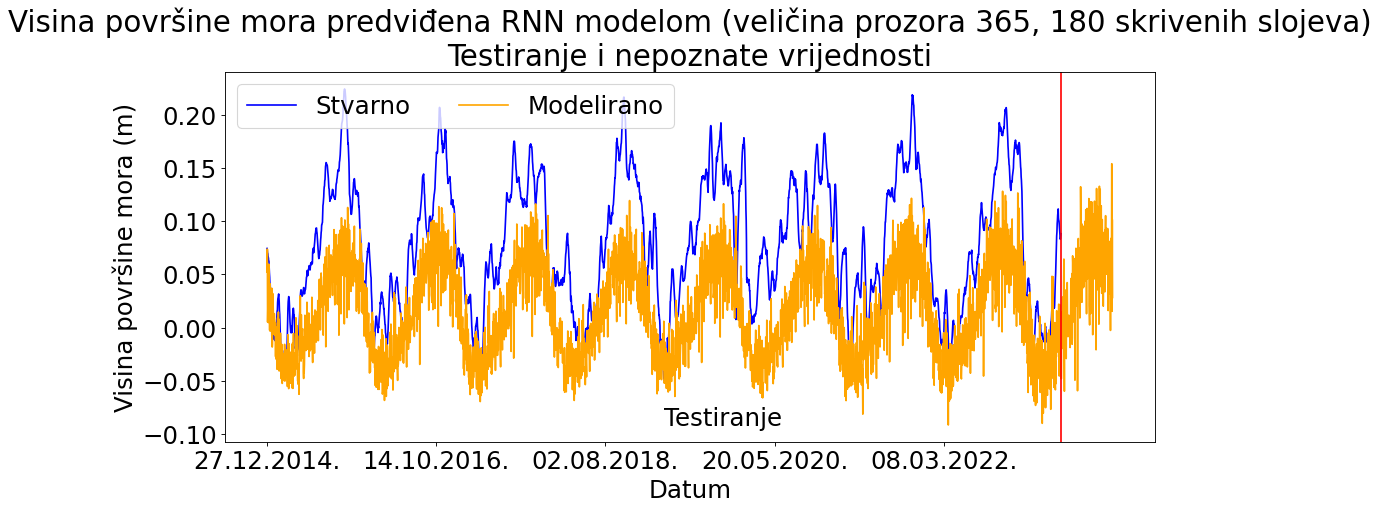 Visina površine mora predviđena RNN modelom (veličina prozora 365, 180 skrivenih slojeva)
Testiranje i nepoznate vrijednosti
Stvarno Modelirano
Visina površine mora (m)
0.20
0.15
0.10
0.05
0.00
−0.05
−0.10
Testiranje
27.12.2014. 14.10.2016. 02.08.2018. 20.05.2020. 08.03.2022.
Datum